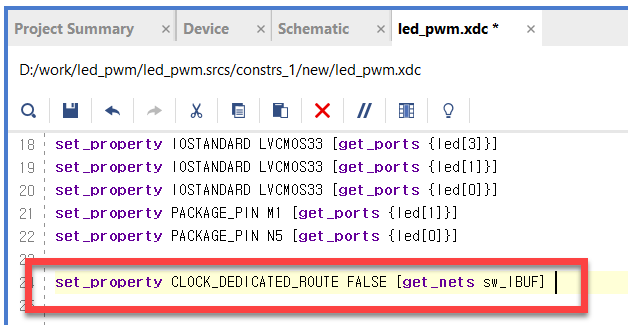 Project Summary × Device × Schematic × led_pwm.xdc * ×
D:/work/led_pwm/led_pwm.srcs/constrs_1/new/led_pwm.xdc
18 set_property IOSTANDARD LVCMOS33 [get_ports {led[3]}]
19 set_property IOSTANDARD LVCMOS33 [get_ports {led[1]}]
20 set_property IOSTANDARD LVCMOS33 [get_ports {led[0]}]
21 set_property PACKAGE_PIN M1 [get_ports {led[1]}]
22 set_property PACKAGE_PIN N5 [get_ports {led[0]}]
set_property CLOCK_DEDICATED_ROUTE FALSE [get_nets sw_IBUF]